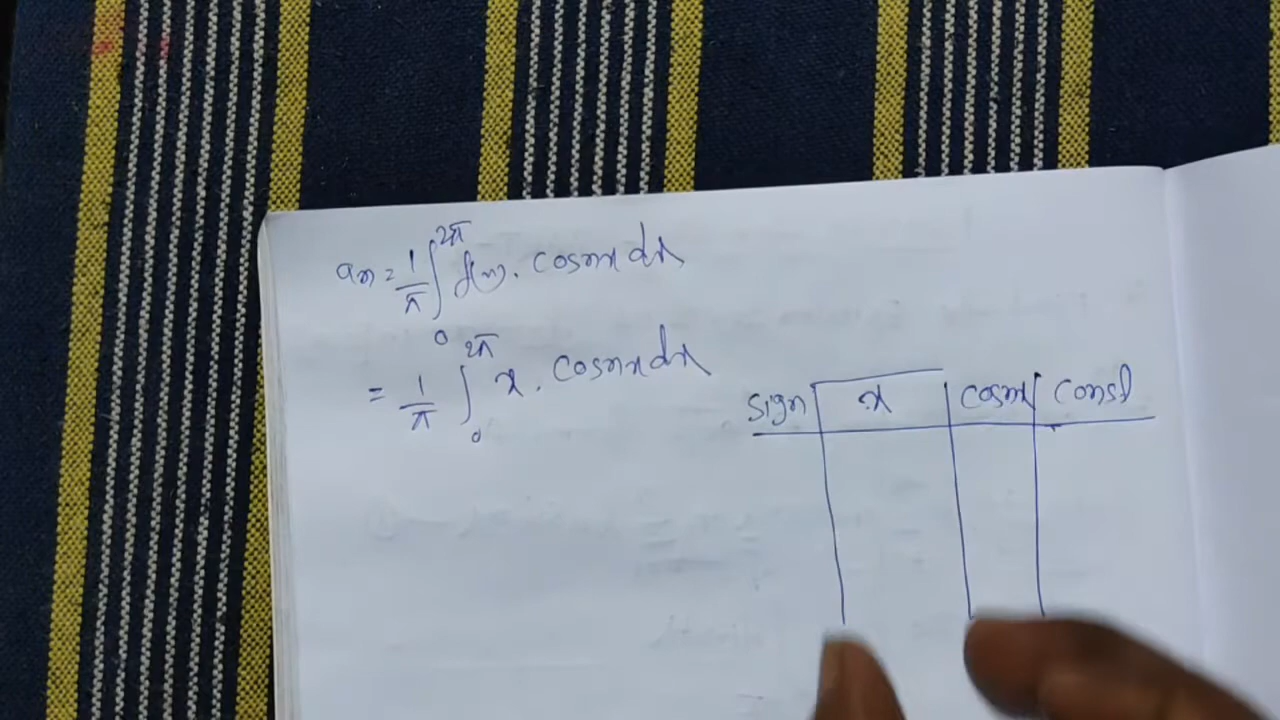 an = 1/π ∫₀^2π f(x). cosnx dx
= 1/π ∫₀^2π x. cosnx dx
sign x cosnx const